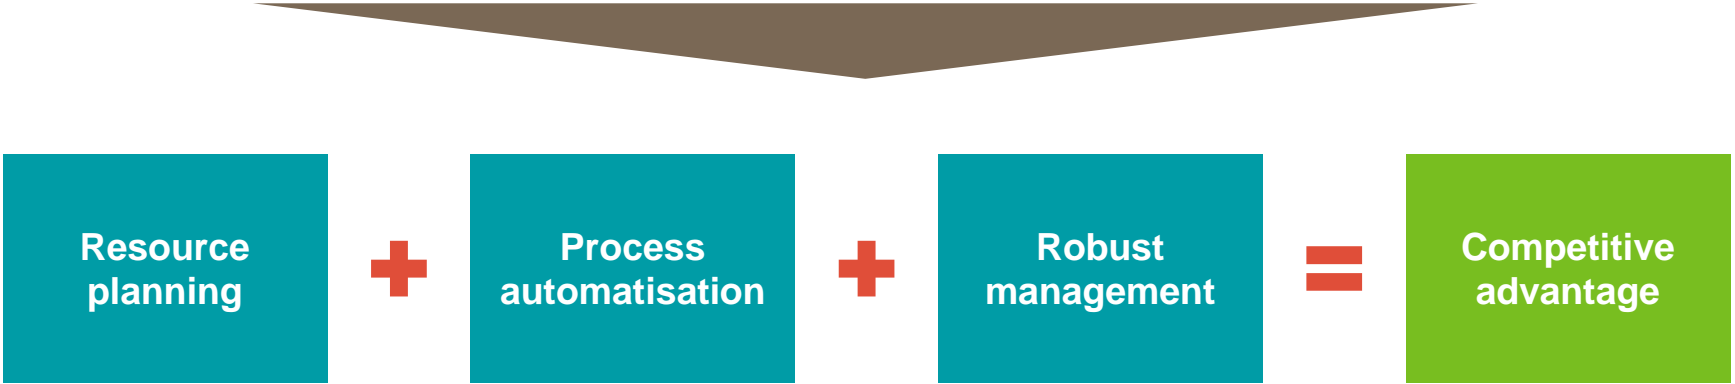 Resource
planning
Process
automatisation
Robust
management
Competitive
advantage